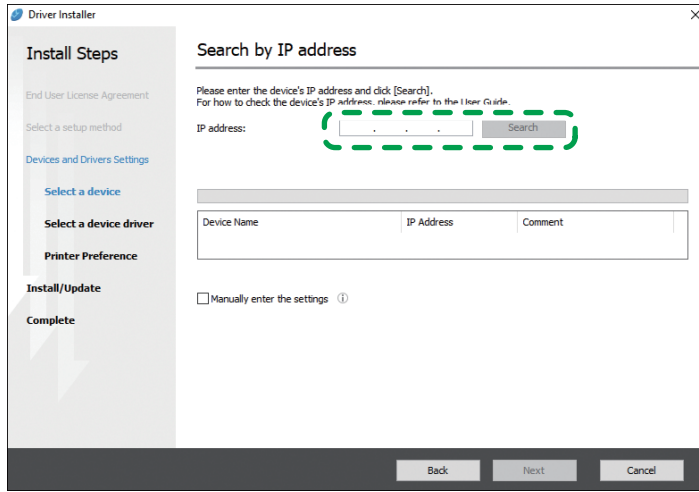 Driver Installer
Install Steps
End User License Agreement
Select a setup method
Devices and Drivers Settings
Select a device
Select a device driver
Printer Preference
Install/Update
Complete
Search by IP address
Please enter the device's IP address and click [Search].
For how to check the device's IP address, please refer to the User Guide.
IP address: . . . Search
Device Name IP Address Comment
Manually enter the settings
Back Next Cancel